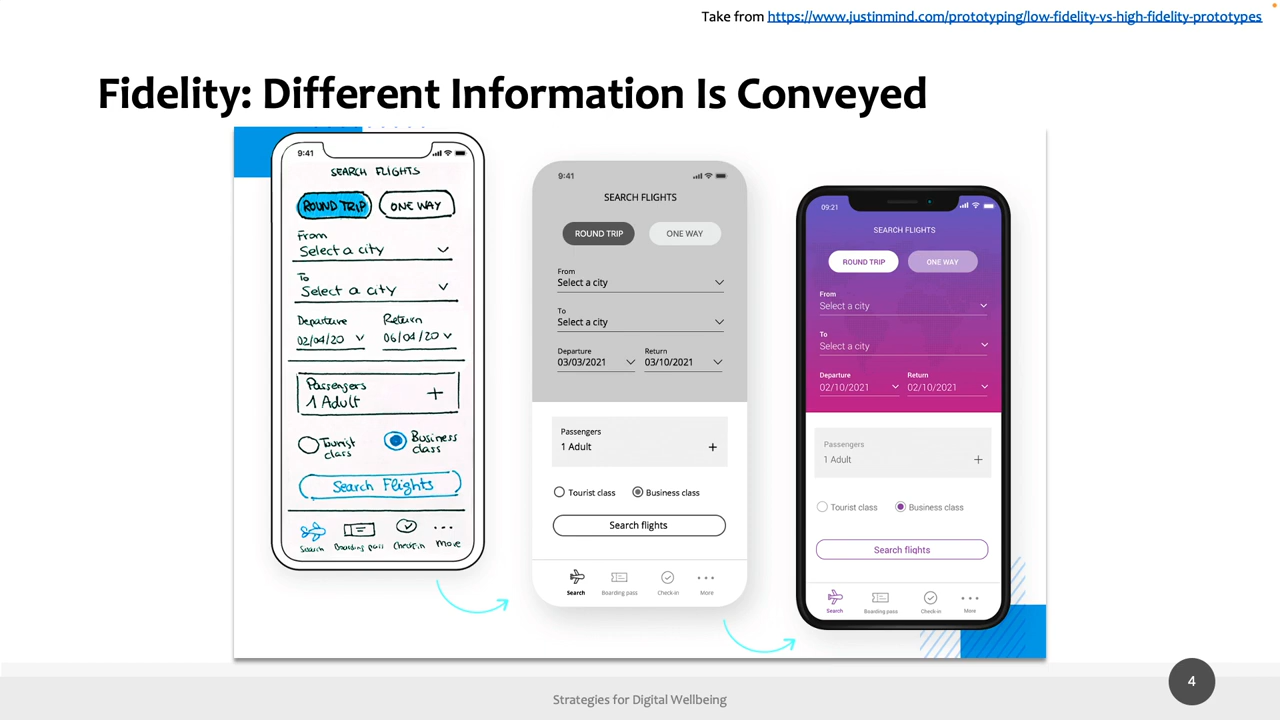 Take from https://www.justinmind.com/prototyping/low-fidelity-vs-high-fidelity-prototypes
Fidelity: Different Information Is Conveyed
9:41
SEARCH FLIGHTS
ROUND TRIP
ONE WAY
From
Select a city
To
Select a city
Departure
Return
02/04/20
06/04/20
Passengers
1 Adult
+
Tourist class
Business class
Search Flights
Search
Boarding pass
Check-in
More
9:41
SEARCH FLIGHTS
ROUND TRIP
ONE WAY
From
Select a city
To
Select a city
Departure
Return
03/03/2021
03/10/2021
Passengers
1 Adult
+
Tourist class
Business class
Search flights
Search
Boarding pass
Check-in
More
09:21
SEARCH FLIGHTS
ROUND TRIP
ONE WAY
From
Select a city
To
Select a city
Departure
Return
02/10/2021
02/10/2021
Passengers
1 Adult
+
Tourist class
Business class
Search flights
Search
Boarding pass
Check-in
More
Strategies for Digital Wellbeing
4